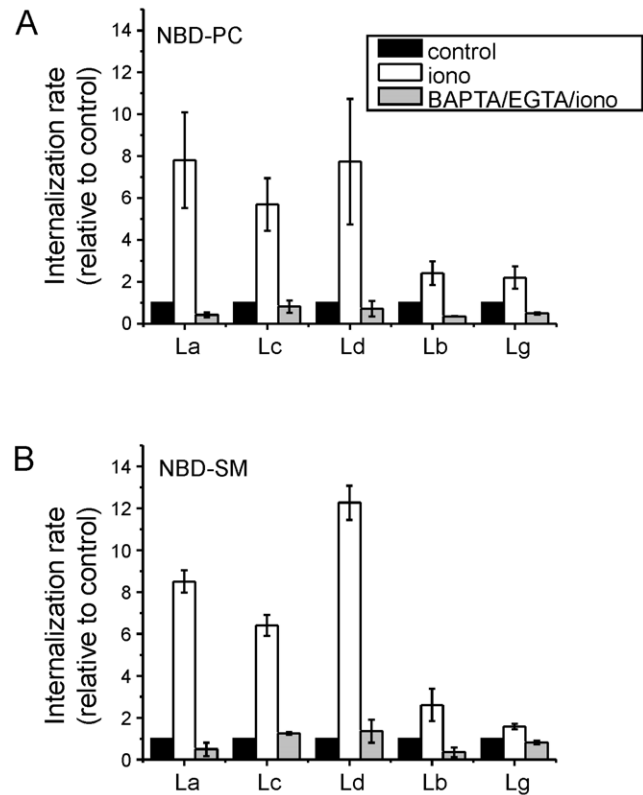 A
NBD-PC
control
iono
BAPTA/EGTA/iono
Internalization rate
(relative to control)
14
12
10
8
6
4
2
0
La Lc Ld Lb Lg
B
NBD-SM
Internalization rate
(relative to control)
14
12
10
8
6
4
2
0
La Lc Ld Lb Lg